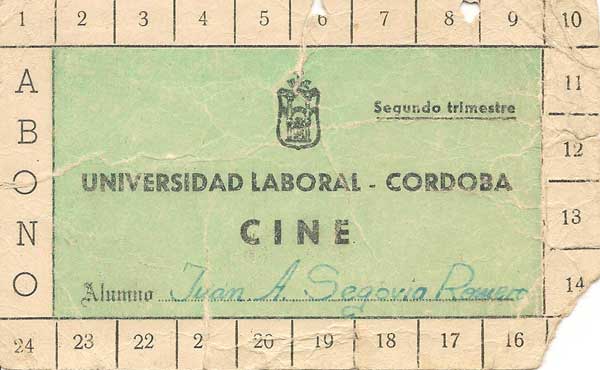 1 2 3 4 5 6 7 8 9 10
ABONO
11
12
13
14
Segundo trimestre
UNIVERSIDAD LABORAL - CORDOBA
CINE
Alumno Juan A. Segovia Romero
24 23 22 2 20 19 18 17 16